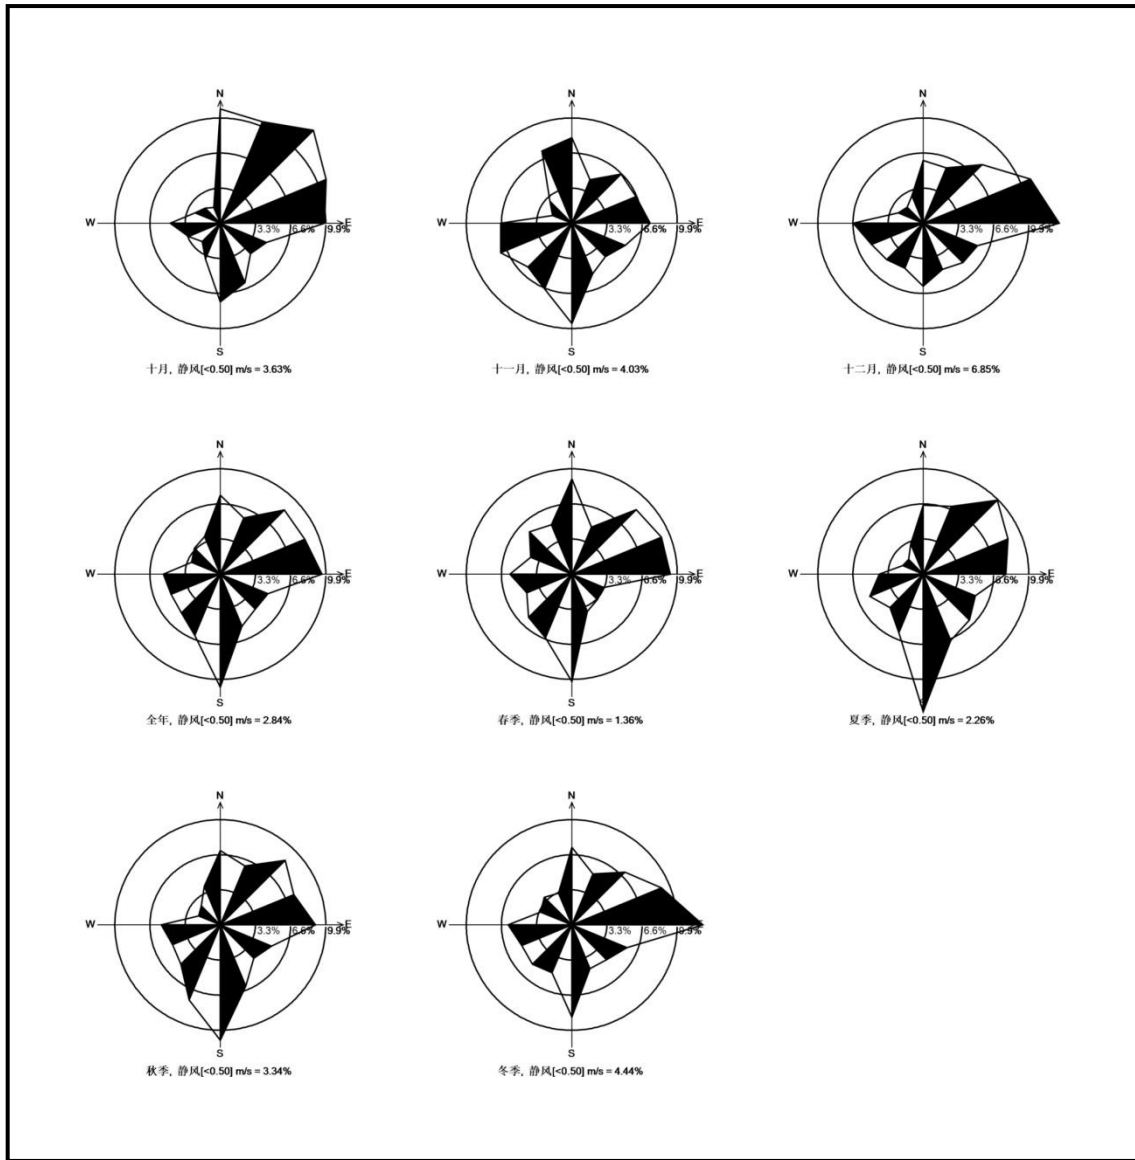 N N N
W 3.3% 6.6% 9.9% E W 3.3% 6.6% 9.9% E W 3.3% 6.6% 9.9% E
S S S
十月, 静风[<0.50] m/s = 3.63% 十一月, 静风[<0.50] m/s = 4.03% 十二月, 静风[<0.50] m/s = 6.85%
N N N
W 3.3% 6.6% 9.9% E W 3.3% 6.6% 9.9% E W 3.3% 6.6% 9.9% E
S S S
全年, 静风[<0.50] m/s = 2.84% 春季, 静风[<0.50] m/s = 1.36% 夏季, 静风[<0.50] m/s = 2.26%
N N
W 3.3% 6.6% 9.9% E W 3.3% 6.6% 9.9% E
S S
秋季, 静风[<0.50] m/s = 3.34% 冬季, 静风[<0.50] m/s = 4.44%